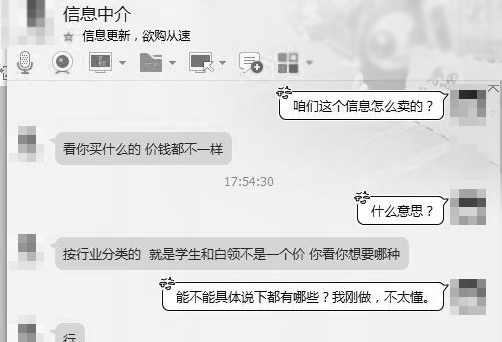 信息中介
信息更新，欲购从速
咱们这个信息怎么卖的？
看你买什么的 价钱都不一样
17:54:30
什么意思？
按行业分类的 就是学生和白领不是一个价 你看你想要哪种
能不能具体说下都有哪些？我刚做，不太懂。
行